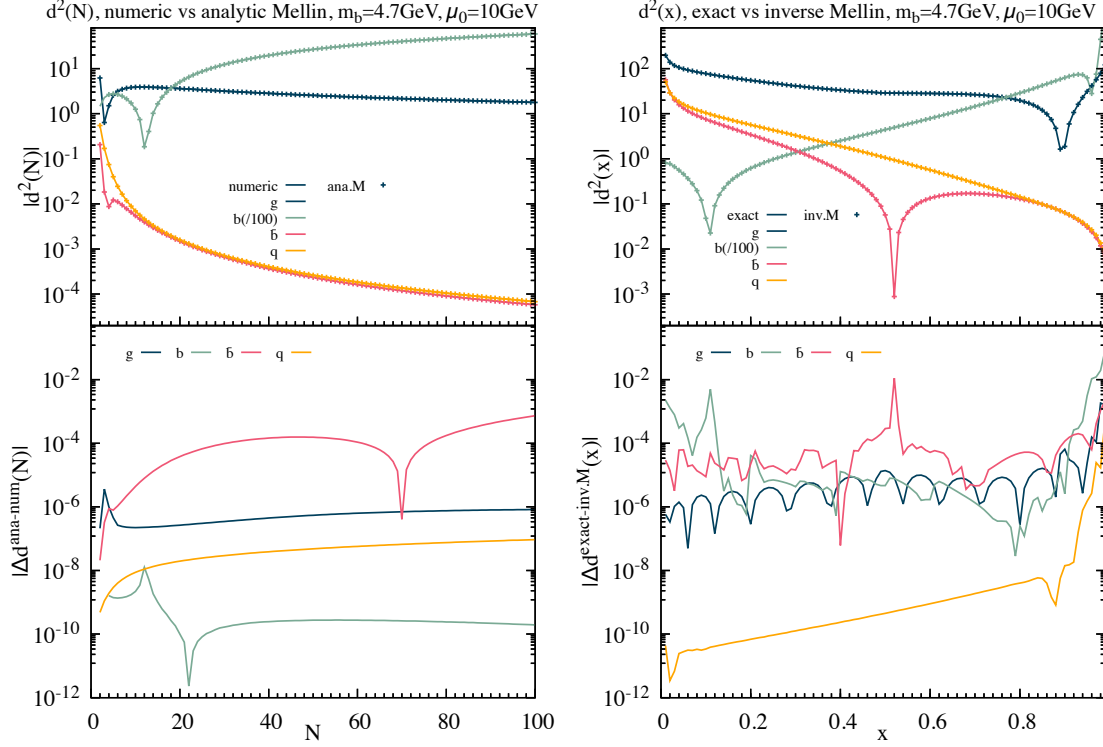 d²(N), numeric vs analytic Mellin, m_b=4.7GeV, μ₀=10GeV
|d²(N)|
10¹
10⁰
10⁻¹
10⁻²
10⁻³
10⁻⁴
numeric ana.M
g
b(/100)
b̄
q
|Δd^ana-num(N)|
g b b̄ q
10⁻²
10⁻⁴
10⁻⁶
10⁻⁸
10⁻¹⁰
10⁻¹²
0 20 40 60 80 100
N
d²(x), exact vs inverse Mellin, m_b=4.7GeV, μ₀=10GeV
|d²(x)|
10²
10¹
10⁰
10⁻¹
10⁻²
10⁻³
exact inv.M
g
b(/100)
b̄
q
|Δd^exact-inv.M(x)|
g b b̄ q
10⁻²
10⁻⁴
10⁻⁶
10⁻⁸
10⁻¹⁰
10⁻¹²
0 0.2 0.4 0.6 0.8
x